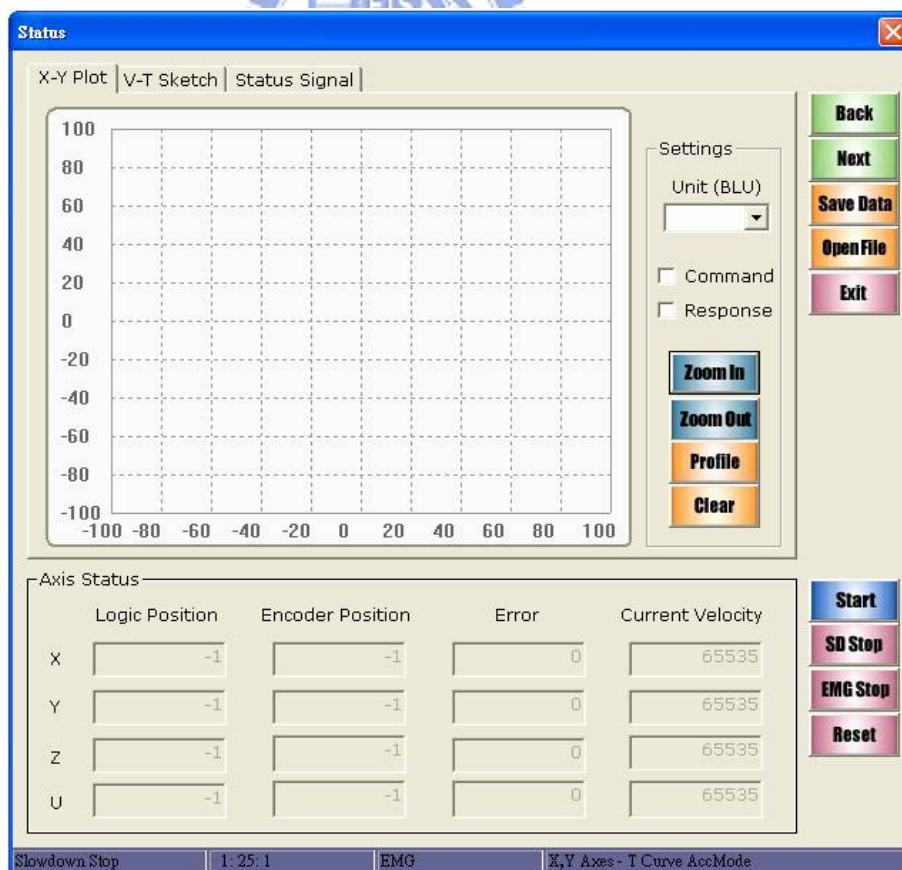 Status
X-Y Plot V-T Sketch Status Signal
100
80
60
40
20
0
-20
-40
-60
-80
-100
-100 -80 -60 -40 -20 0 20 40 60 80 100
Settings
Unit (BLU)
Command
Response
Zoom In
Zoom Out
Profile
Clear
Back
Next
Save Data
Open File
Exit
Axis Status
Logic Position Encoder Position Error Current Velocity
X -1 -1 0 65535
Y -1 -1 0 65535
Z -1 -1 0 65535
U -1 -1 0 65535
Start
SD Stop
EMG Stop
Reset
Slowdown Stop 1: 25: 1 EMG X,Y Axes - T Curve AccMode